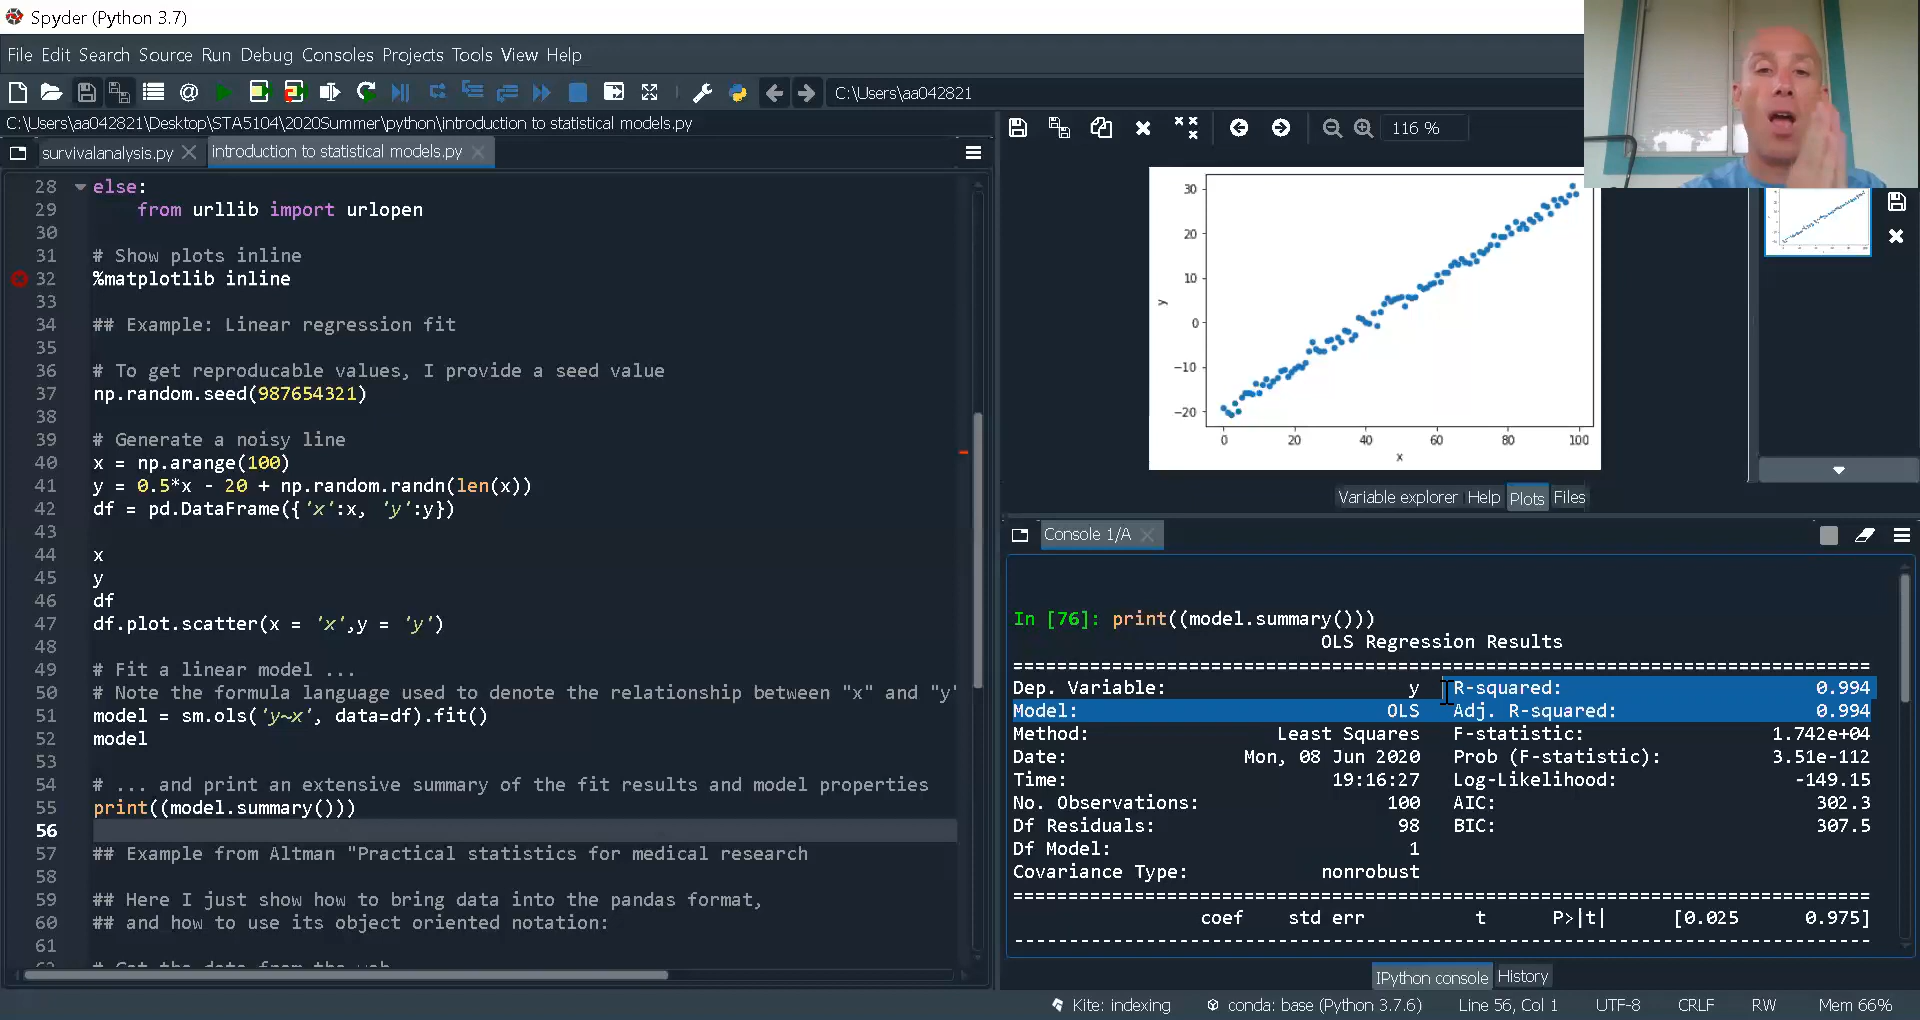 Spyder (Python 3.7)
File Edit Search Source Run Debug Consoles Projects Tools View Help
C:\Users\aa042821
C:\Users\aa042821\Desktop\STA5104\2020Summer\python\introduction to statistical models.py
survivalanalysis.py
introduction to statistical models.py
28 else:
29 from urllib import urlopen
30
31 # Show plots inline
32 %matplotlib inline
33
34 ## Example: Linear regression fit
35
36 # To get reproducable values, I provide a seed value
37 np.random.seed(987654321)
38
39 # Generate a noisy line
40 x = np.arange(100)
41 y = 0.5*x - 20 + np.random.randn(len(x))
42 df = pd.DataFrame({'x':x, 'y':y})
43
44 x
45 y
46 df
47 df.plot.scatter(x = 'x',y = 'y')
48
49 # Fit a linear model ...
50 # Note the formula language used to denote the relationship between "x" and "y"
51 model = sm.ols('y~x', data=df).fit()
52 model
53
54 # ... and print an extensive summary of the fit results and model properties
55 print((model.summary()))
56
57 ## Example from Altman "Practical statistics for medical research
58
59 ## Here I just show how to bring data into the pandas format,
60 ## and how to use its object oriented notation:
61
116 %
30
20
10
0
−10
−20
y
0 20 40 60 80 100
x
Variable explorer Help Plots Files
Console 1/A
In [76]: print((model.summary()))
OLS Regression Results
==============================================================================
Dep. Variable: y R-squared: 0.994
Model: OLS Adj. R-squared: 0.994
Method: Least Squares F-statistic: 1.742e+04
Date: Mon, 08 Jun 2020 Prob (F-statistic): 3.51e-112
Time: 19:16:27 Log-Likelihood: -149.15
No. Observations: 100 AIC: 302.3
Df Residuals: 98 BIC: 307.5
Df Model: 1
Covariance Type: nonrobust
==============================================================================
coef std err t P>|t| [0.025 0.975]
------------------------------------------------------------------------------
IPython console History
Kite: indexing conda: base (Python 3.7.6) Line 56, Col 1 UTF-8 CRLF RW Mem 66%